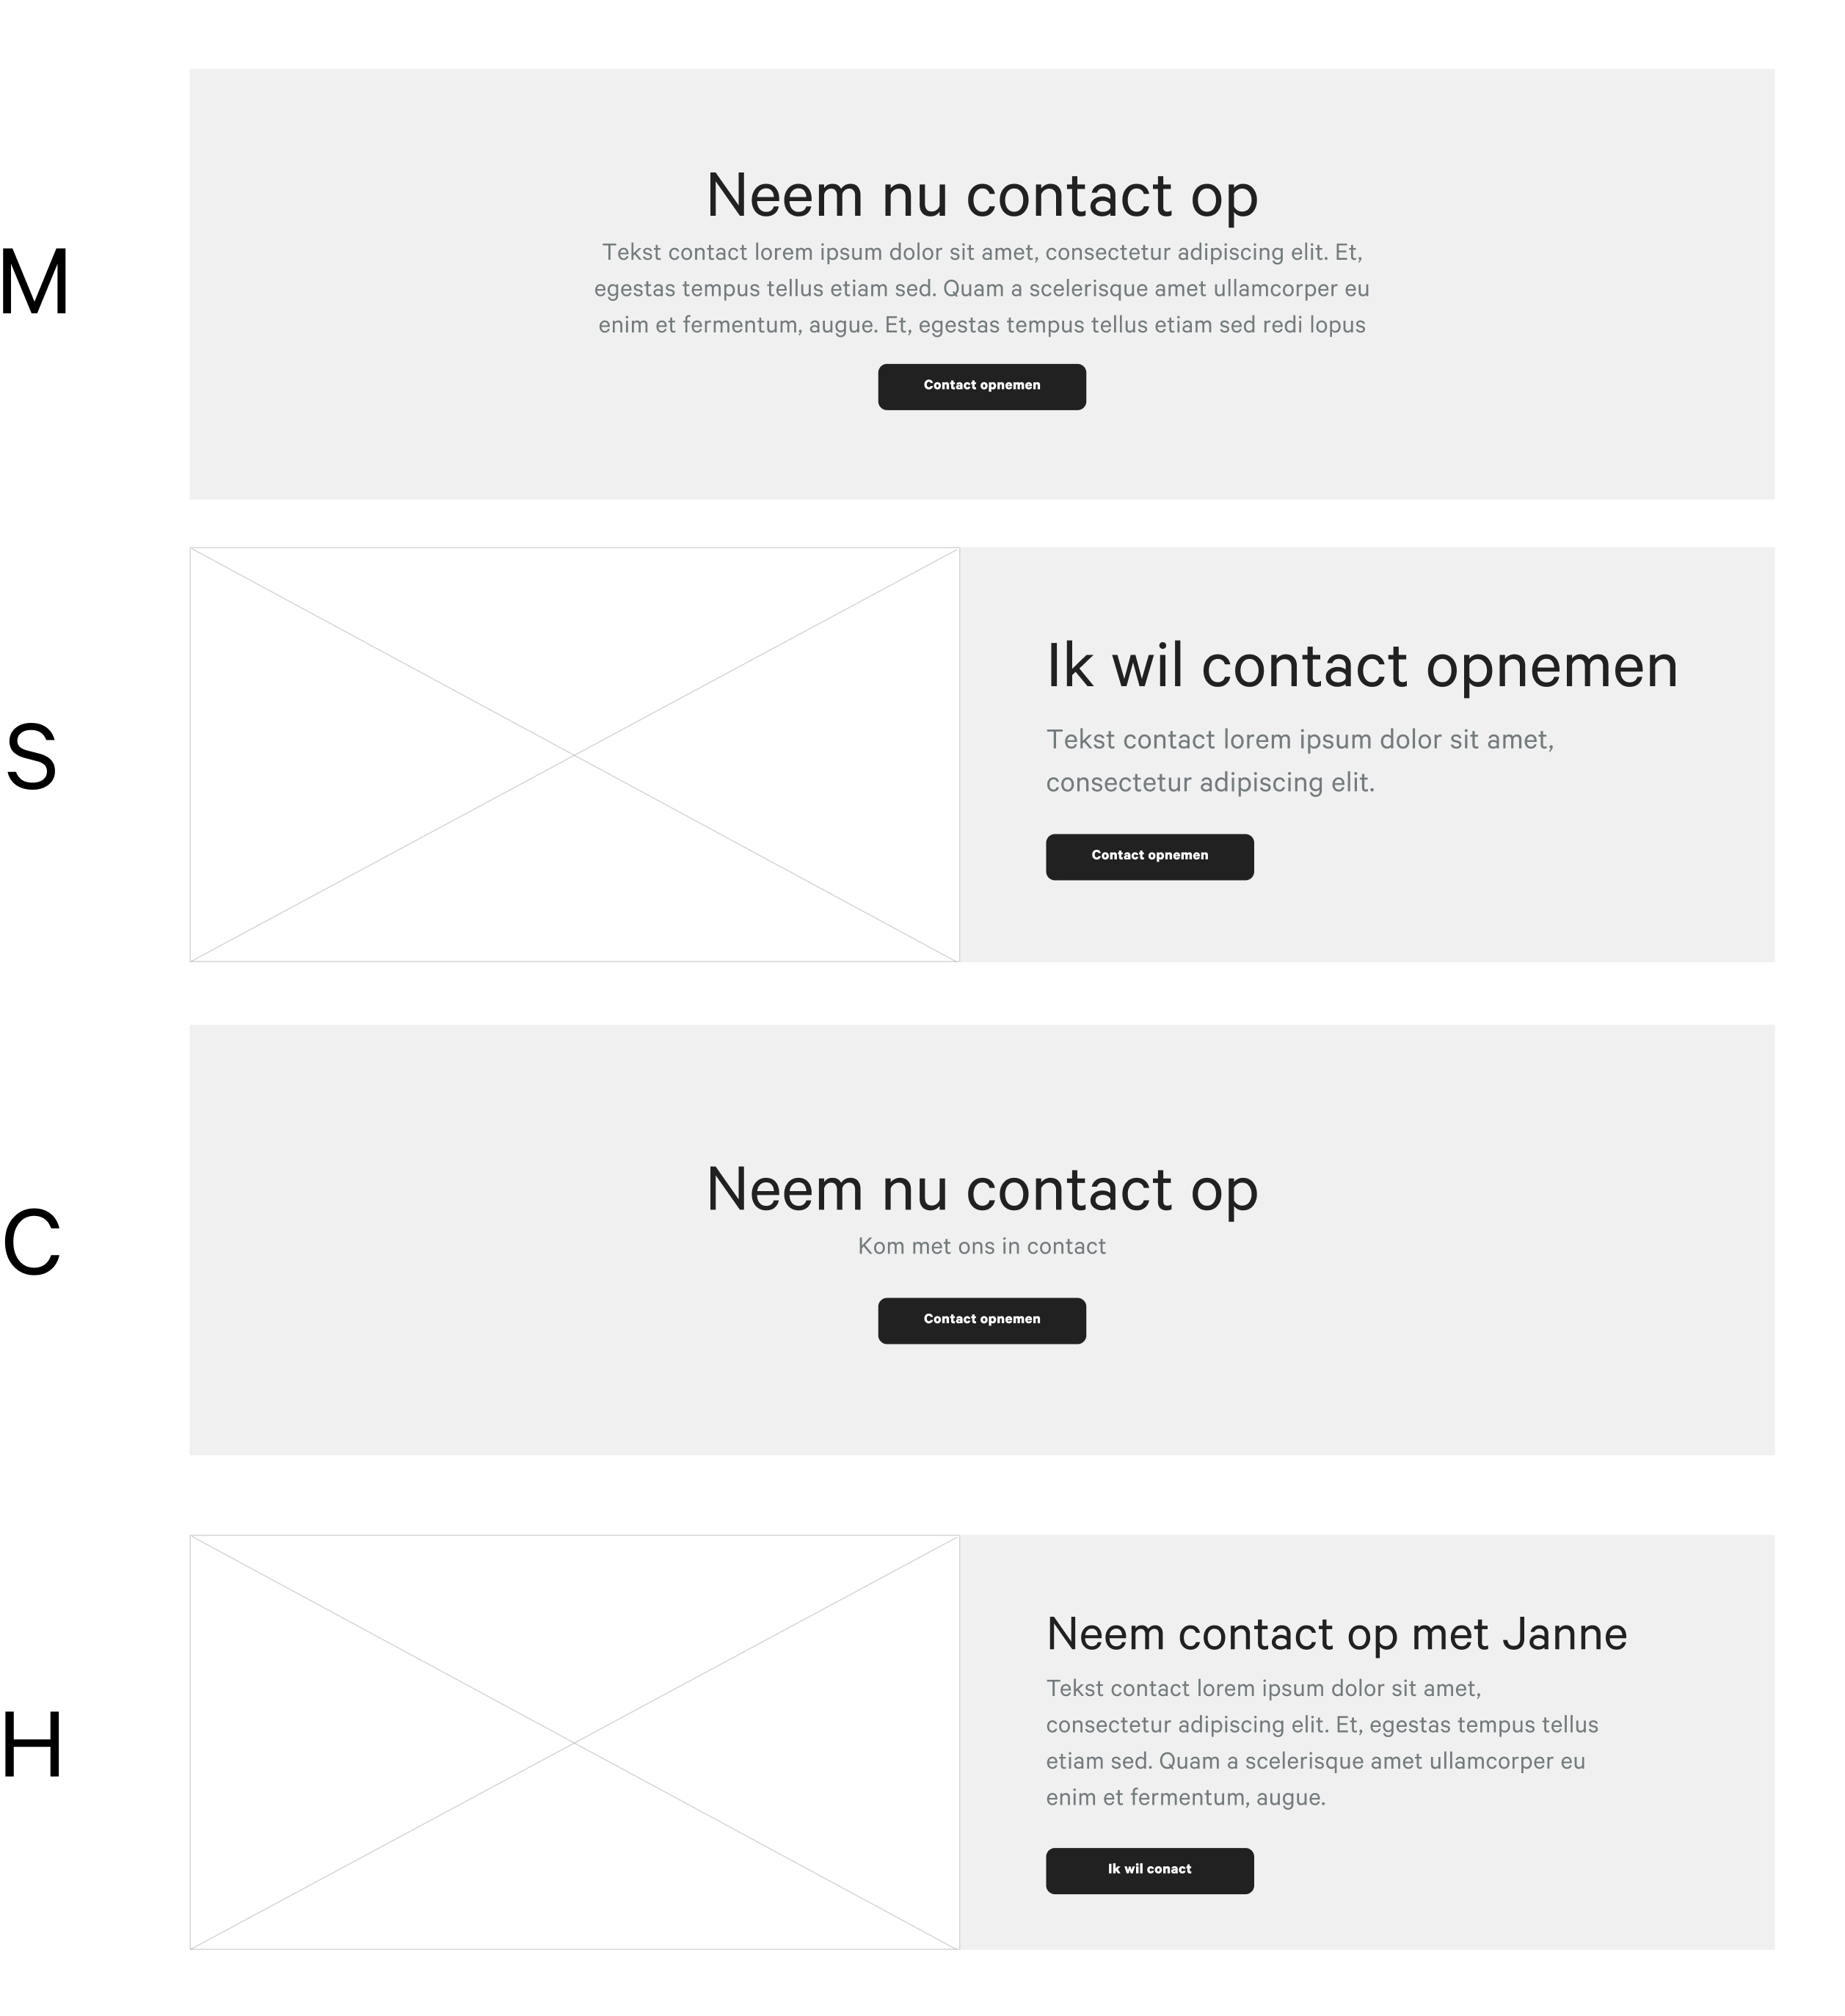 M
Neem nu contact op
Tekst contact lorem ipsum dolor sit amet, consectetur adipiscing elit. Et,
egestas tempus tellus etiam sed. Quam a scelerisque amet ullamcorper eu
enim et fermentum, augue. Et, egestas tempus tellus etiam sed redi lopus
Contact opnemen
S
Ik wil contact opnemen
Tekst contact lorem ipsum dolor sit amet,
consectetur adipiscing elit.
Contact opnemen
C
Neem nu contact op
Kom met ons in contact
Contact opnemen
H
Neem contact op met Janne
Tekst contact lorem ipsum dolor sit amet,
consectetur adipiscing elit. Et, egestas tempus tellus
etiam sed. Quam a scelerisque amet ullamcorper eu
enim et fermentum, augue.
Ik wil conact